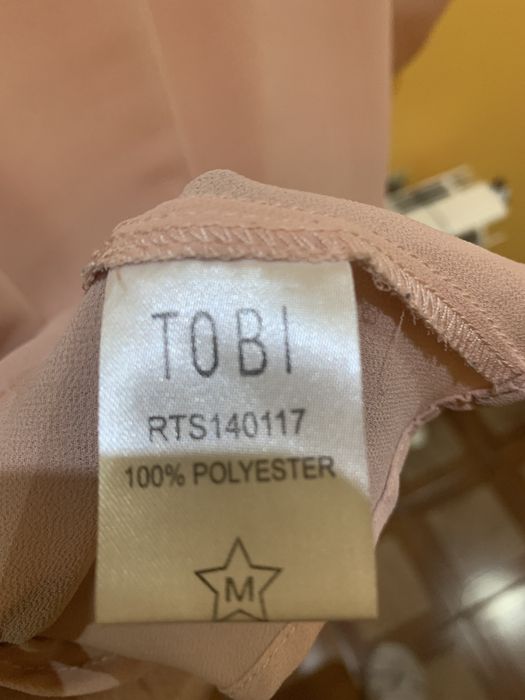 TOBI
RTS140117
100% POLYESTER
M